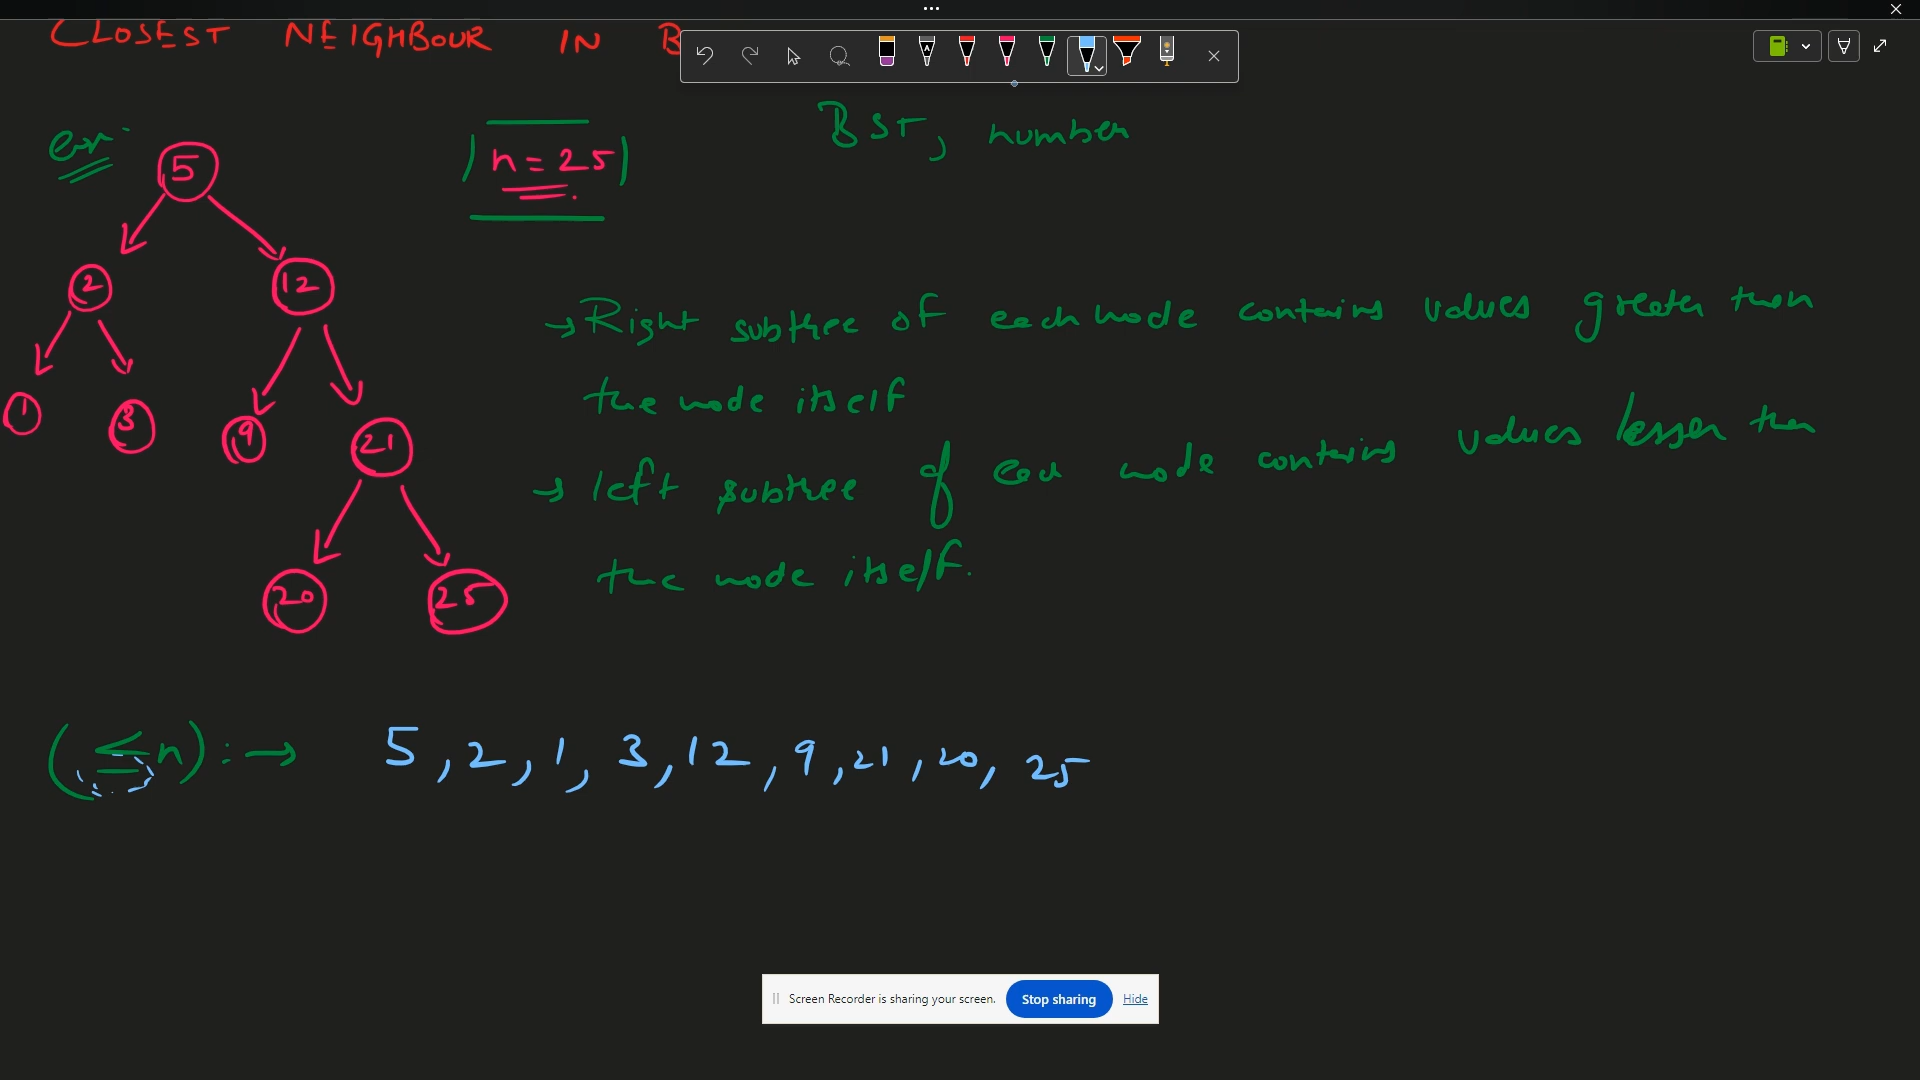 CLOSEST NEIGHBOUR IN B
BST, number
ex:
n = 25
5
2 12
1 3 9 21
20 25
→ Right subtree of each node contains values greater than
the node itself
→ left subtree of each node contains values lesser than
the node itself.
(≤n) : → 5, 2, 1, 3, 12, 9, 21, 20, 25
Screen Recorder is sharing your screen. Stop sharing Hide